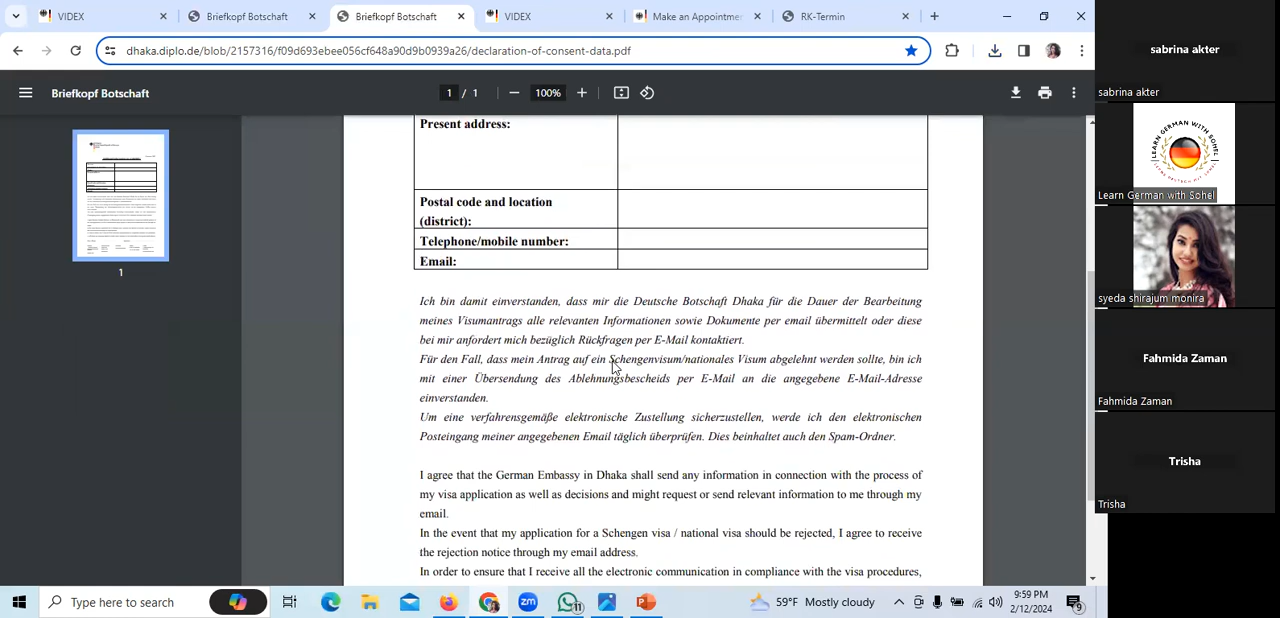 VIDEX
Briefkopf Botschaft
Briefkopf Botschaft
VIDEX
Make an Appointmen
RK-Termin
dhaka.diplo.de/blob/2157316/f09d693ebee056cf648a90d9b0939a26/declaration-of-consent-data.pdf
Briefkopf Botschaft
1 / 1
100%
1
Present address:
Postal code and location
(district):
Telephone/mobile number:
Email:
Ich bin damit einverstanden, dass mir die Deutsche Botschaft Dhaka für die Dauer der Bearbeitung
meines Visumantrags alle relevanten Informationen sowie Dokumente per email übermittelt oder diese
bei mir anfordert mich bezüglich Rückfragen per E-Mail kontaktiert.
Für den Fall, dass mein Antrag auf ein Schengenvisum/nationales Visum abgelehnt werden sollte, bin ich
mit einer Übersendung des Ablehnungsbescheids per E-Mail an die angegebene E-Mail-Adresse
einverstanden.
Um eine verfahrensgemäße elektronische Zustellung sicherzustellen, werde ich den elektronischen
Posteingang meiner angegebenen Email täglich überprüfen. Dies beinhaltet auch den Spam-Ordner.
I agree that the German Embassy in Dhaka shall send any information in connection with the process of
my visa application as well as decisions and might request or send relevant information to me through my
email.
In the event that my application for a Schengen visa / national visa should be rejected, I agree to receive
the rejection notice through my email address.
In order to ensure that I receive all the electronic communication in compliance with the visa procedures,
sabrina akter
sabrina akter
LEARN GERMAN WITH SOHEL
Learn German with Sohel
syeda shirajum monira
Fahmida Zaman
Fahmida Zaman
Trisha
Trisha
Type here to search
zm
11
59°F Mostly cloudy
9:59 PM
2/12/2024
9